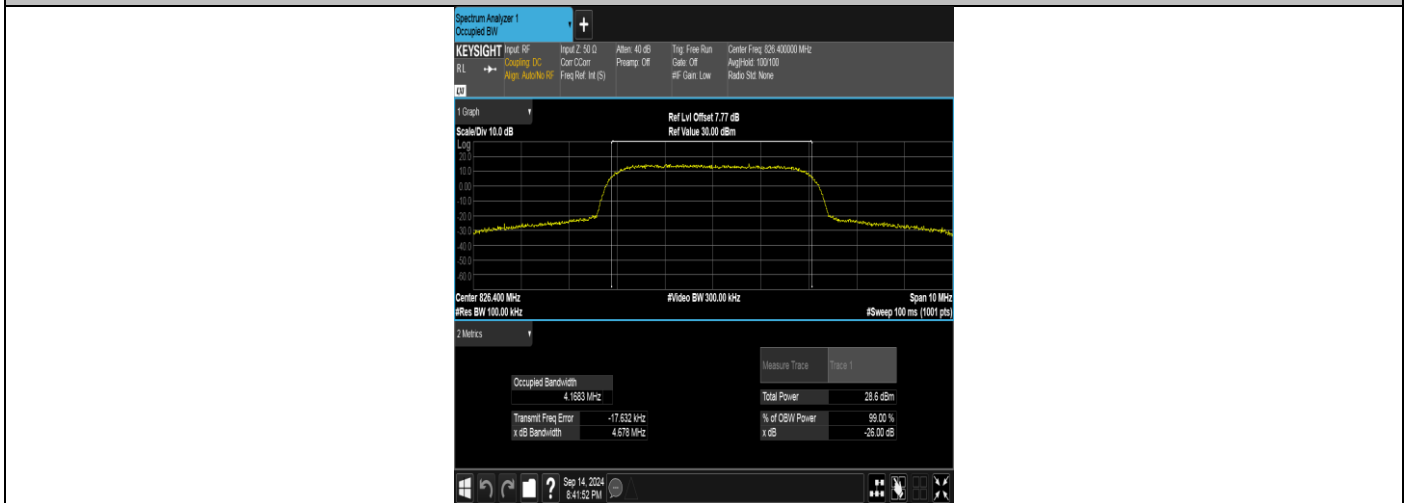 Spectrum Analyzer 1
Occupied BW
+
KEYSIGHT Input: RF Input Z: 50 Ω Atten: 40 dB Trig: Free Run Center Freq: 826.400000 MHz
RL Coupling: DC Corr CCorr Preamp: Off Gate: Off Avg|Hold: 100/100
Align: Auto/No RF Freq Ref: Int (S) #IF Gain: Low Radio Std: None
1 Graph Ref Lvl Offset 7.77 dB
Scale/Div 10.0 dB Ref Value 30.00 dBm
Log
20.0
10.0
0.00
-10.0
-20.0
-30.0
-40.0
-50.0
-60.0
Center 826.400 MHz #Video BW 300.00 kHz Span 10 MHz
#Res BW 100.00 kHz #Sweep 100 ms (1001 pts)
2 Metrics
Measure Trace Trace 1
Occupied Bandwidth
4.1683 MHz Total Power 28.6 dBm
Transmit Freq Error -17.532 kHz % of OBW Power 99.00 %
x dB Bandwidth 4.678 MHz x dB -26.00 dB
? Sep 14, 2024
8:41:52 PM